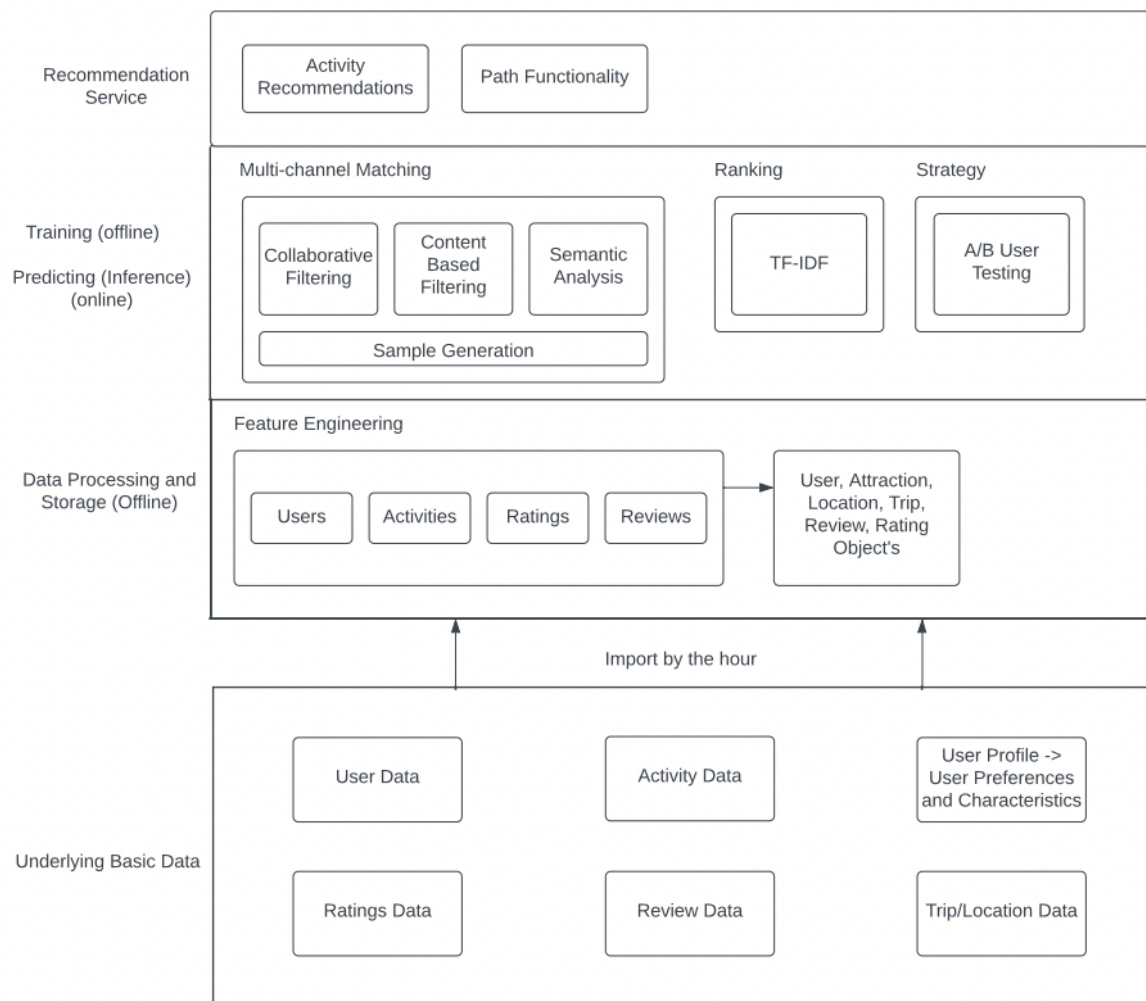 Recommendation
Service
Activity
Recommendations
Path Functionality
Training (offline)
Predicting (Inference)
(online)
Multi-channel Matching
Collaborative
Filtering
Content
Based
Filtering
Semantic
Analysis
Sample Generation
Ranking
TF-IDF
Strategy
A/B User
Testing
Data Processing and
Storage (Offline)
Feature Engineering
Users
Activities
Ratings
Reviews
User, Attraction,
Location, Trip,
Review, Rating
Object's
Import by the hour
Underlying Basic Data
User Data
Activity Data
User Profile ->
User Preferences
and Characteristics
Ratings Data
Review Data
Trip/Location Data